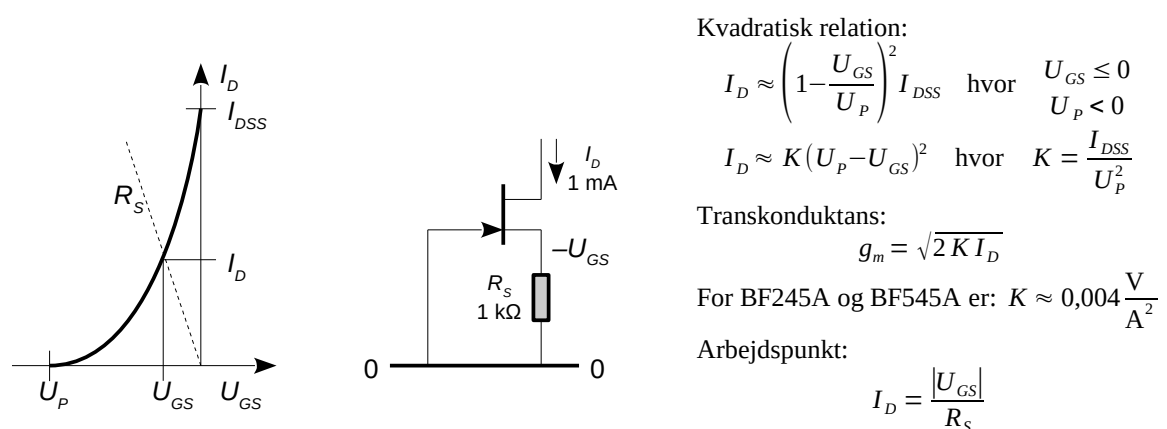 I_D
I_DSS
R_S
I_D
U_P
U_GS
U_GS
I_D
1 mA
–U_GS
R_S
1 kΩ
0
0
Kvadratisk relation:
I_D ≈ (1 − U_GS / U_P)² I_DSS hvor U_GS ≤ 0
U_P < 0
I_D ≈ K (U_P − U_GS)² hvor K = I_DSS / U_P²
Transkonduktans:
g_m = √(2 K I_D)
For BF245A og BF545A er: K ≈ 0,004 V / A²
Arbejdspunkt:
I_D = |U_GS| / R_S